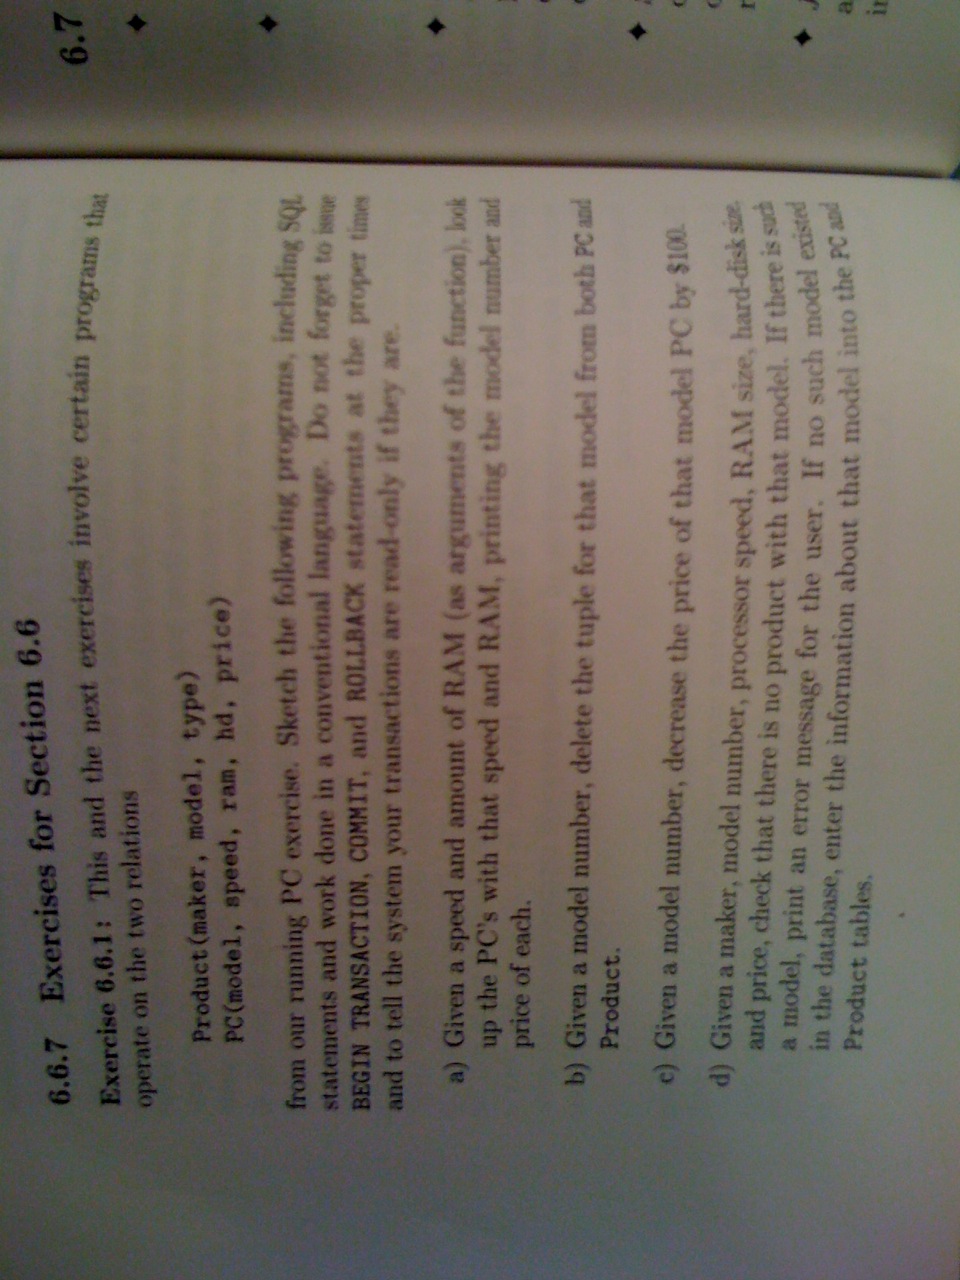 6.6.7 Exercises for Section 6.6
Exercise 6.6.1: This and the next exercises involve certain programs that
operate on the two relations
Product(maker, model, type)
PC(model, speed, ram, hd, price)
from our running PC exercise. Sketch the following programs, including SQL
statements and work done in a conventional language. Do not forget to issue
BEGIN TRANSACTION, COMMIT, and ROLLBACK statements at the proper times
and to tell the system your transactions are read-only if they are.
a) Given a speed and amount of RAM (as arguments of the function), look
up the PC's with that speed and RAM, printing the model number and
price of each.
b) Given a model number, delete the tuple for that model from both PC and
Product.
c) Given a model number, decrease the price of that model PC by $100.
d) Given a maker, model number, processor speed, RAM size, hard-disk size,
and price, check that there is no product with that model. If there is such
a model, print an error message for the user. If no such model existed
in the database, enter the information about that model into the PC and
Product tables.
6.7